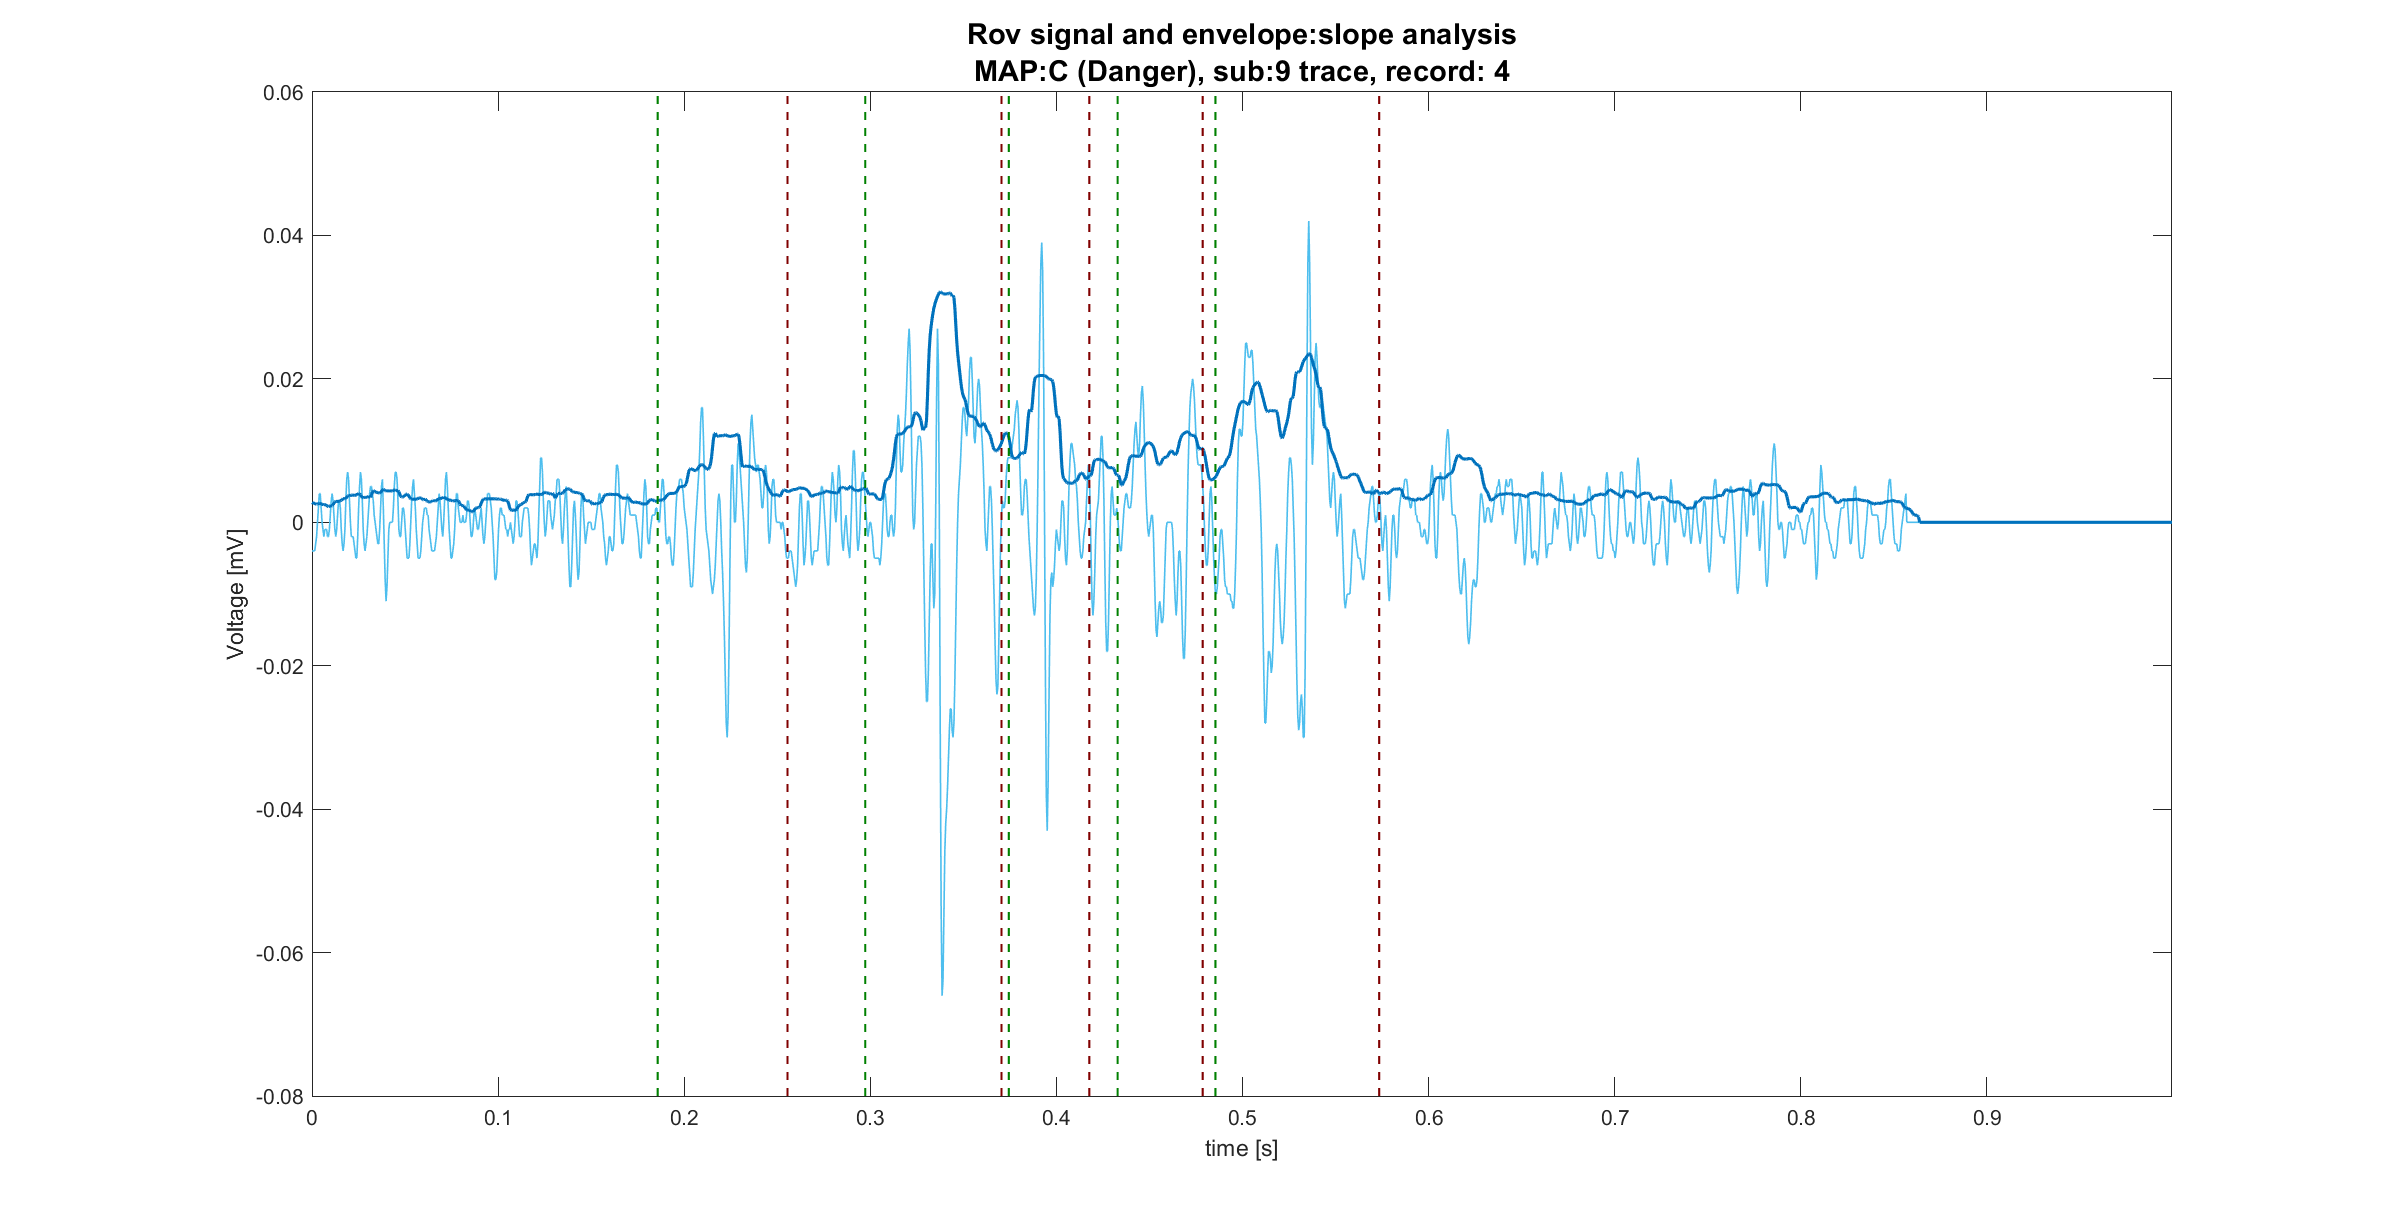 Rov signal and envelope:slope analysis
MAP:C (Danger), sub:9 trace, record: 4
0.06
0.04
0.02
0
-0.02
-0.04
-0.06
-0.08
Voltage [mV]
0 0.1 0.2 0.3 0.4 0.5 0.6 0.7 0.8 0.9
time [s]